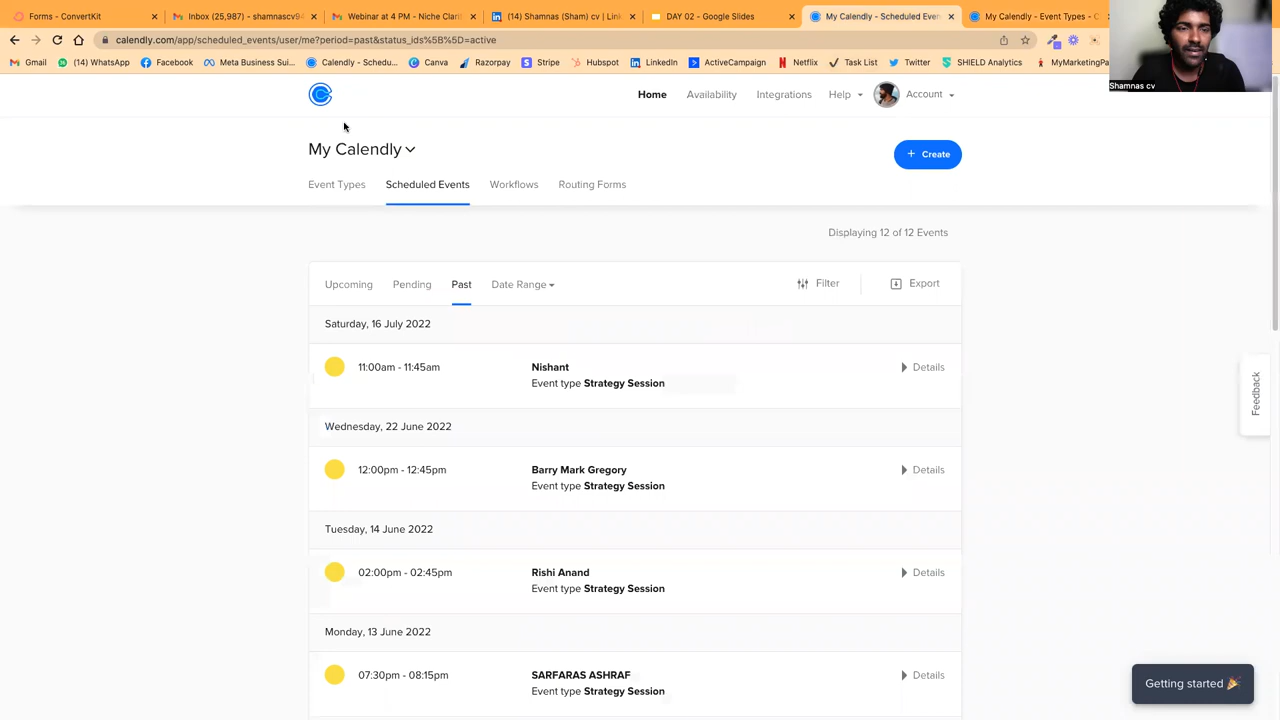 Forms - ConvertKit
Inbox (25,987) - shamnascv94
Webinar at 4 PM - Niche Clari
(14) Shamnas (Sham) cv | Link
DAY 02 - Google Slides
My Calendly - Scheduled Even
My Calendly - Event Types - C
calendly.com/app/scheduled_events/user/me?period=past&status_ids%5B%5D=active
Gmail
(14) WhatsApp
Facebook
Meta Business Sui...
Calendly - Schedu...
Canva
Razorpay
Stripe
Hubspot
LinkedIn
ActiveCampaign
Netflix
Task List
Twitter
SHIELD Analytics
MyMarketingPa
Shamnas cv
Home
Availability
Integrations
Help
Account
My Calendly
+ Create
Event Types
Scheduled Events
Workflows
Routing Forms
Displaying 12 of 12 Events
Upcoming
Pending
Past
Date Range
Filter
Export
Saturday, 16 July 2022
11:00am - 11:45am
Nishant
Details
Event type Strategy Session
Wednesday, 22 June 2022
12:00pm - 12:45pm
Barry Mark Gregory
Details
Event type Strategy Session
Tuesday, 14 June 2022
02:00pm - 02:45pm
Rishi Anand
Details
Event type Strategy Session
Monday, 13 June 2022
07:30pm - 08:15pm
SARFARAS ASHRAF
Details
Event type Strategy Session
Feedback
Getting started 🎉